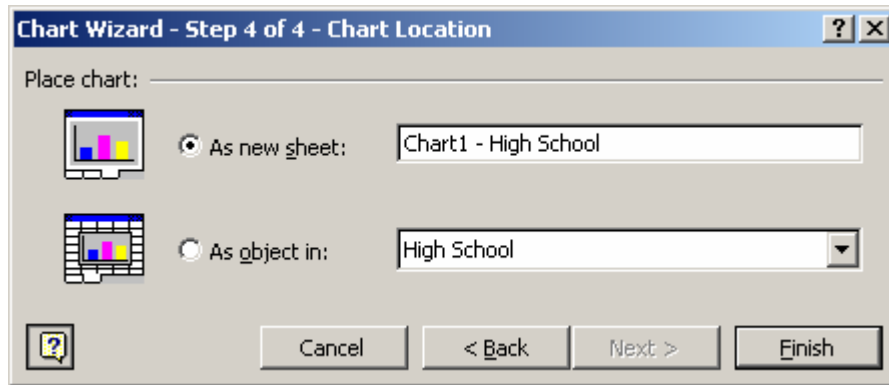 Chart Wizard - Step 4 of 4 - Chart Location
Place chart:
As new sheet: Chart1 - High School
As object in: High School
Cancel < Back Next > Finish